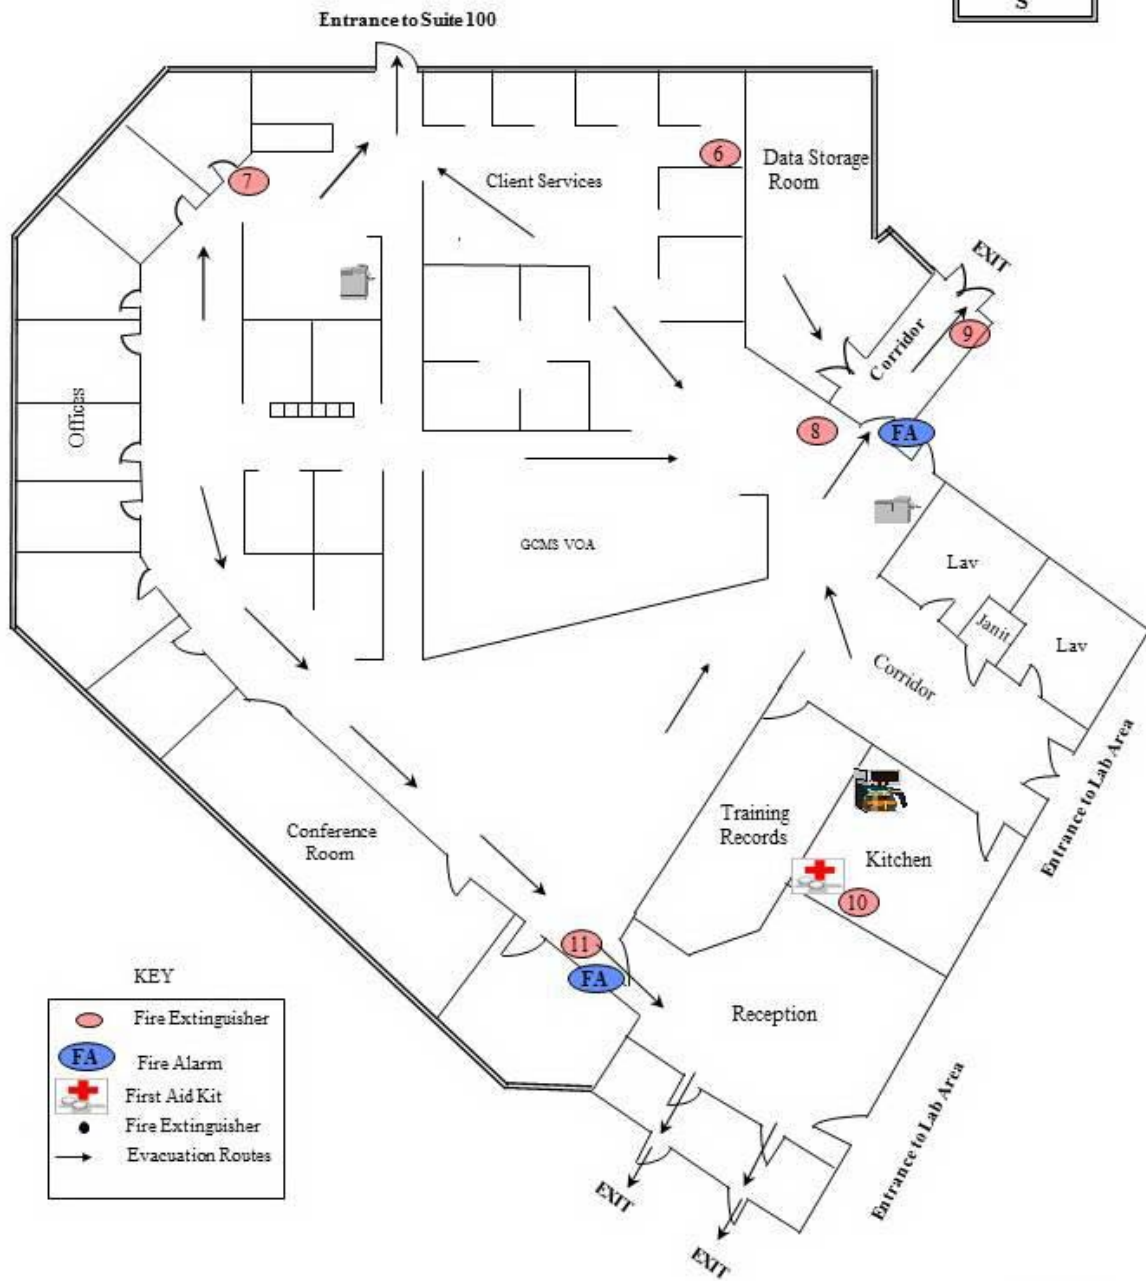 S
Entrance to Suite 100
6
Data Storage
Room
7
Client Services
EXIT
9
Corridor
Offices
8
FA
GCMS VOA
Lav
Janit
Lav
Corridor
Entrance to Lab Area
Training
Records
Conference
Room
Kitchen
10
11
FA
Reception
KEY
Fire Extinguisher
FA
Fire Alarm
First Aid Kit
Fire Extinguisher
Evacuation Routes
Entrance to Lab Area
EXIT
EXIT